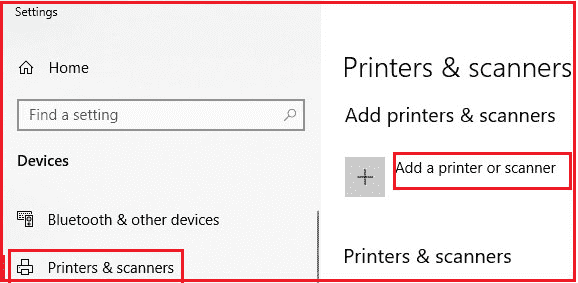 Settings
Home
Find a setting
Devices
Bluetooth & other devices
Printers & scanners
Printers & scanners
Add printers & scanners
Add a printer or scanner
Printers & scanners